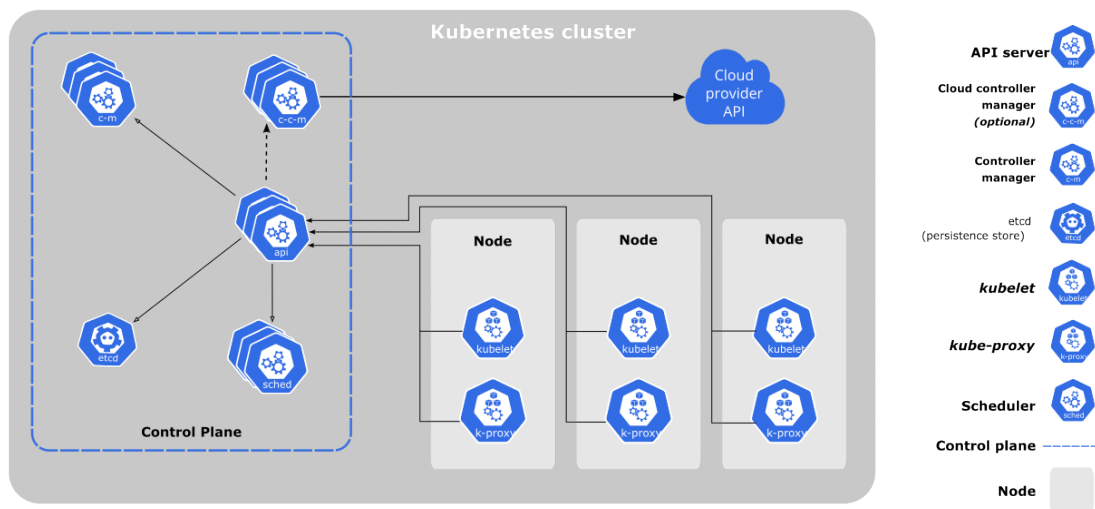 Kubernetes cluster
c-m
c-c-m
Cloud
provider
API
api
etcd
sched
Control Plane
Node
Node
Node
kubelet
kubelet
kubelet
k-proxy
k-proxy
k-proxy
API server
api
Cloud controller
manager
(optional)
c-c-m
Controller
manager
c-m
etcd
(persistence store)
etcd
kubelet
kubelet
kube-proxy
k-proxy
Scheduler
sched
Control plane
Node